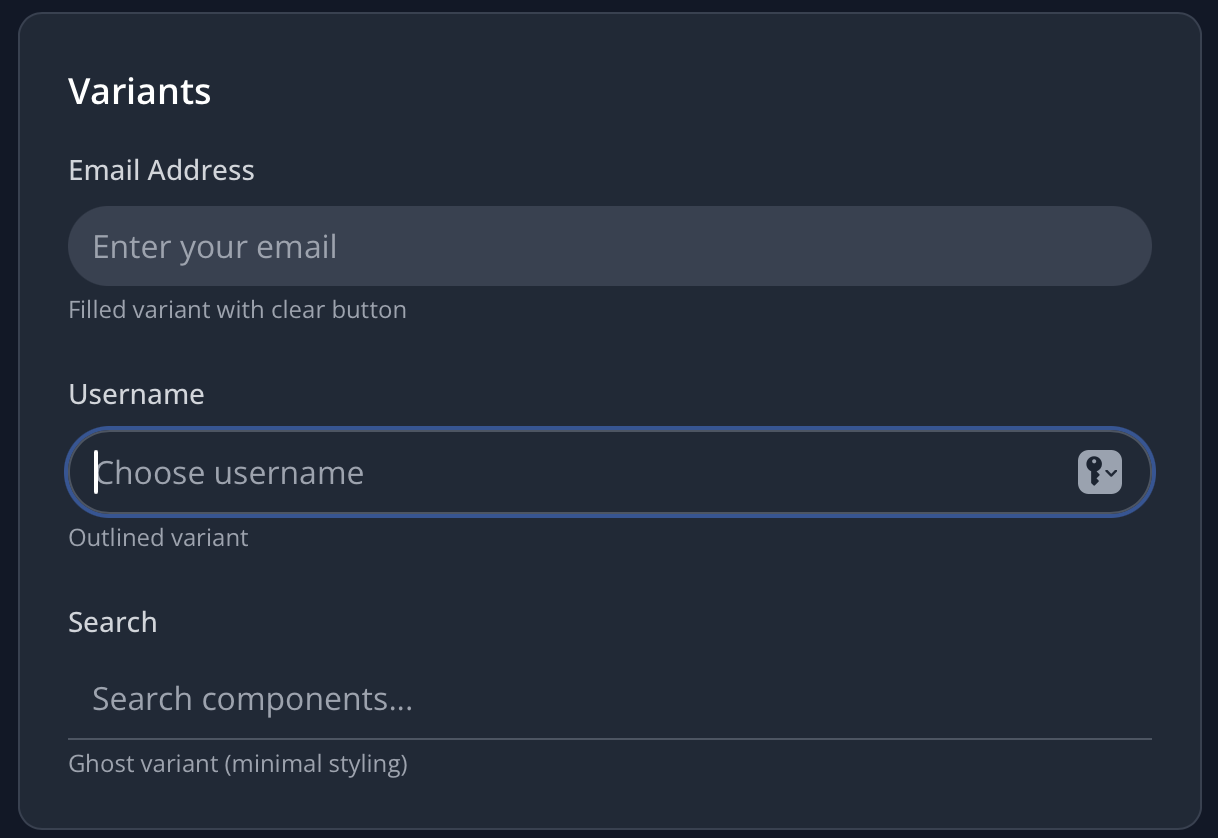 Variants
Email Address
Enter your email
Filled variant with clear button
Username
Choose username
Outlined variant
Search
Search components...
Ghost variant (minimal styling)